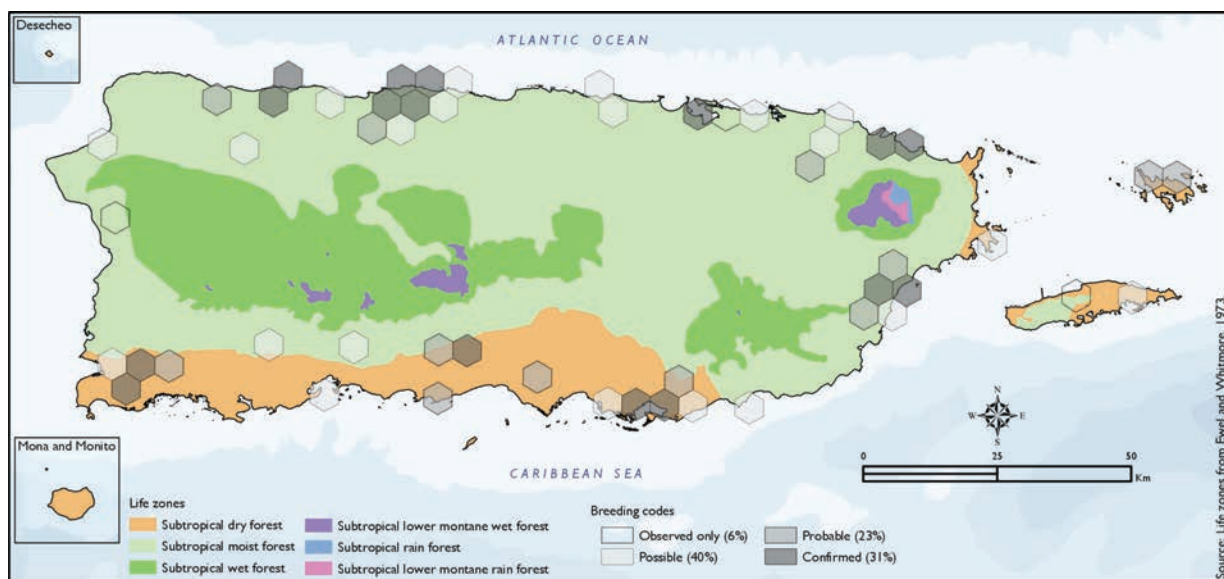 Desecheo
ATLANTIC OCEAN
Source: Life zones from Ewel and Whitmore, 1973.
N
W E
S
Mona and Monito
CARIBBEAN SEA
0 25 50
Km
Life zones
Subtropical dry forest
Subtropical moist forest
Subtropical wet forest
Subtropical lower montane wet forest
Subtropical rain forest
Subtropical lower montane rain forest
Breeding codes
Observed only (6%)
Possible (40%)
Probable (23%)
Confirmed (31%)